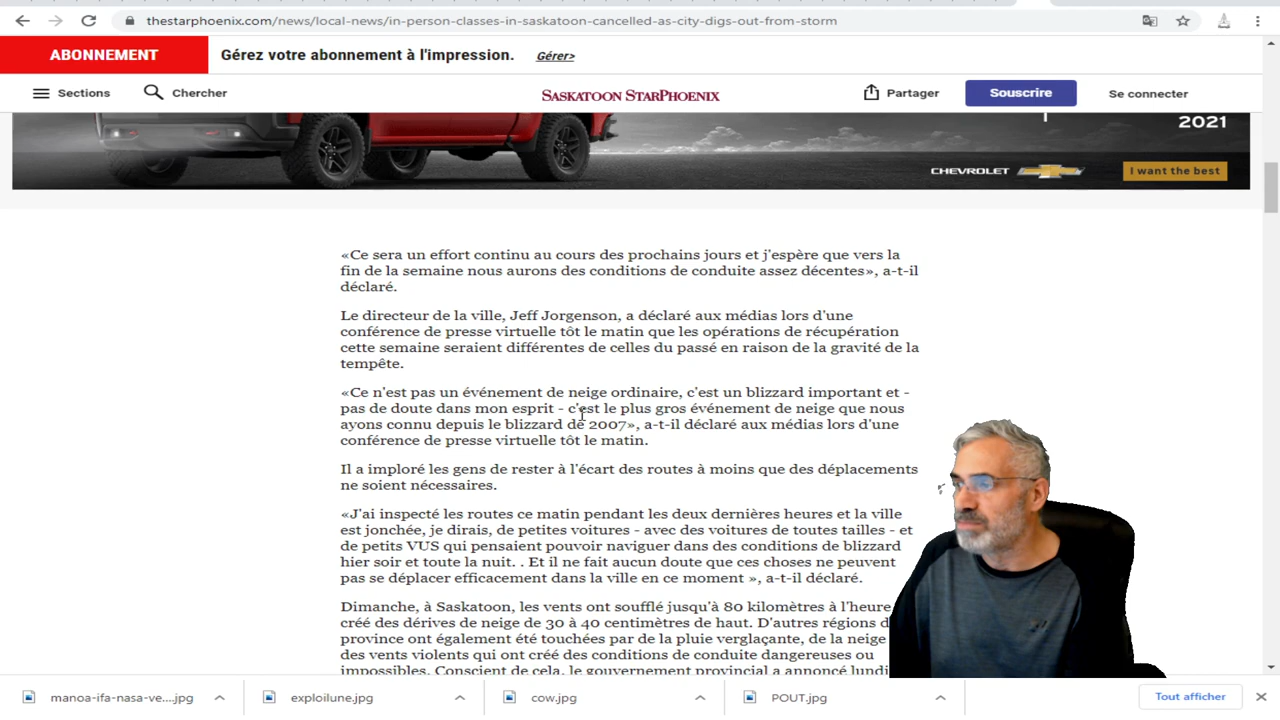 thestarphoenix.com/news/local-news/in-person-classes-in-saskatoon-cancelled-as-city-digs-out-from-storm
ABONNEMENT Gérez votre abonnement à l'impression. Gérer>
Sections Chercher SASKATOON STARPHOENIX Partager Souscrire Se connecter
2021
CHEVROLET I want the best
«Ce sera un effort continu au cours des prochains jours et j'espère que vers la
fin de la semaine nous aurons des conditions de conduite assez décentes», a-t-il
déclaré.
Le directeur de la ville, Jeff Jorgenson, a déclaré aux médias lors d'une
conférence de presse virtuelle tôt le matin que les opérations de récupération
cette semaine seraient différentes de celles du passé en raison de la gravité de la
tempête.
«Ce n'est pas un événement de neige ordinaire, c'est un blizzard important et -
pas de doute dans mon esprit - c'est le plus gros événement de neige que nous
ayons connu depuis le blizzard de 2007», a-t-il déclaré aux médias lors d'une
conférence de presse virtuelle tôt le matin.
Il a imploré les gens de rester à l'écart des routes à moins que des déplacements
ne soient nécessaires.
«J'ai inspecté les routes ce matin pendant les deux dernières heures et la ville
est jonchée, je dirais, de petites voitures - avec des voitures de toutes tailles - et
de petits VUS qui pensaient pouvoir naviguer dans des conditions de blizzard
hier soir et toute la nuit. . Et il ne fait aucun doute que ces choses ne peuvent
pas se déplacer efficacement dans la ville en ce moment », a-t-il déclaré.
Dimanche, à Saskatoon, les vents ont soufflé jusqu'à 80 kilomètres à l'heure
créé des dérives de neige de 30 à 40 centimètres de haut. D'autres régions d
province ont également été touchées par de la pluie verglaçante, de la neige
des vents violents qui ont créé des conditions de conduite dangereuses ou
impossibles. Conscient de cela, le gouvernement provincial a annoncé lundi
manoa-ifa-nasa-ve....jpg exploilune.jpg cow.jpg POUT.jpg Tout afficher